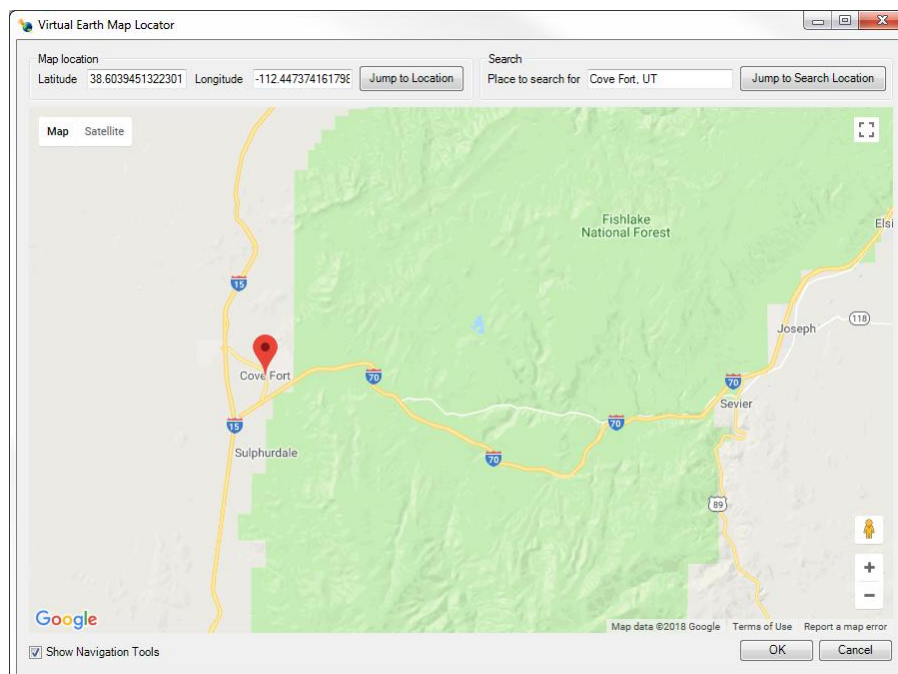 Virtual Earth Map Locator
Map location
Latitude 38.6039451322301 Longitude -112.447374161798 Jump to Location
Search
Place to search for Cove Fort, UT Jump to Search Location
Map Satellite
Fishlake
National Forest
Elsi
15
118
Joseph
Cove Fort
70
70
Sevier
15
70
Sulphurdale
70
89
Google
Map data ©2018 Google Terms of Use Report a map error
Show Navigation Tools
OK Cancel